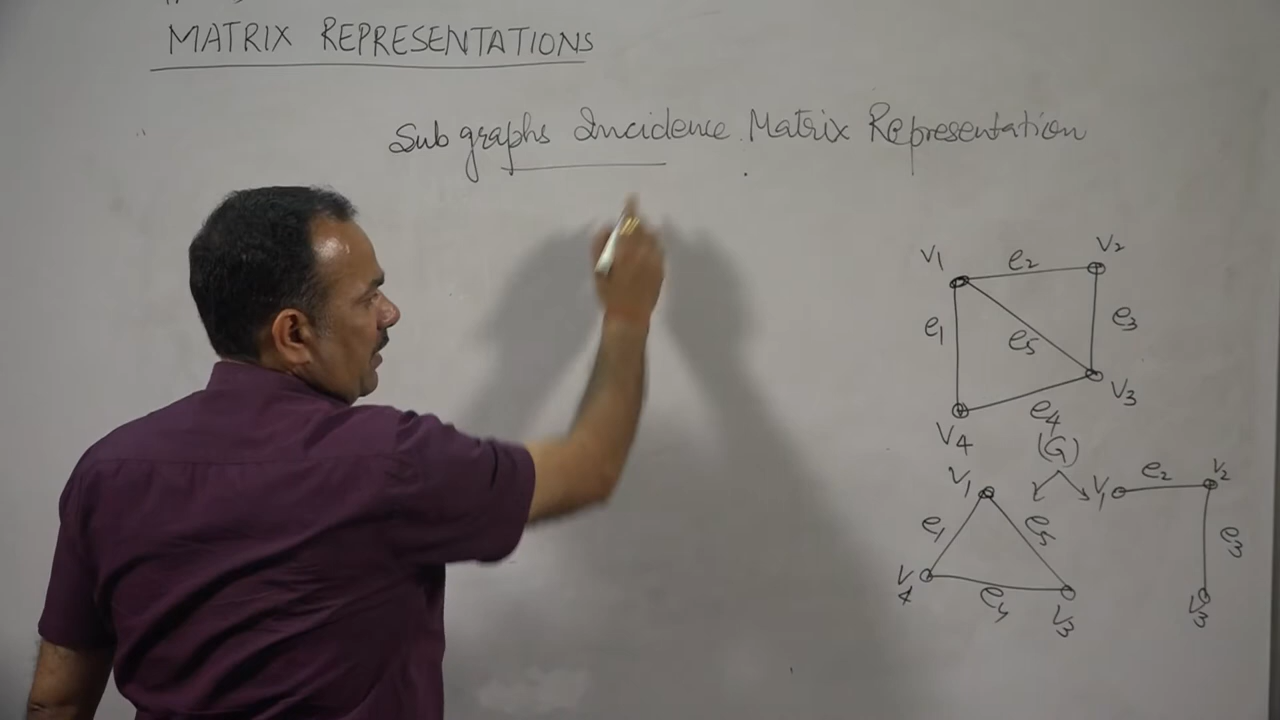 MATRIX REPRESENTATIONS
Sub graphs Incidence Matrix Representation
V1 e2 V2
e1 e5 e3
V4 e4 V3
(G)
V1 e2 V2
V1
e1 e5 e3
V4 e4 V3 V3